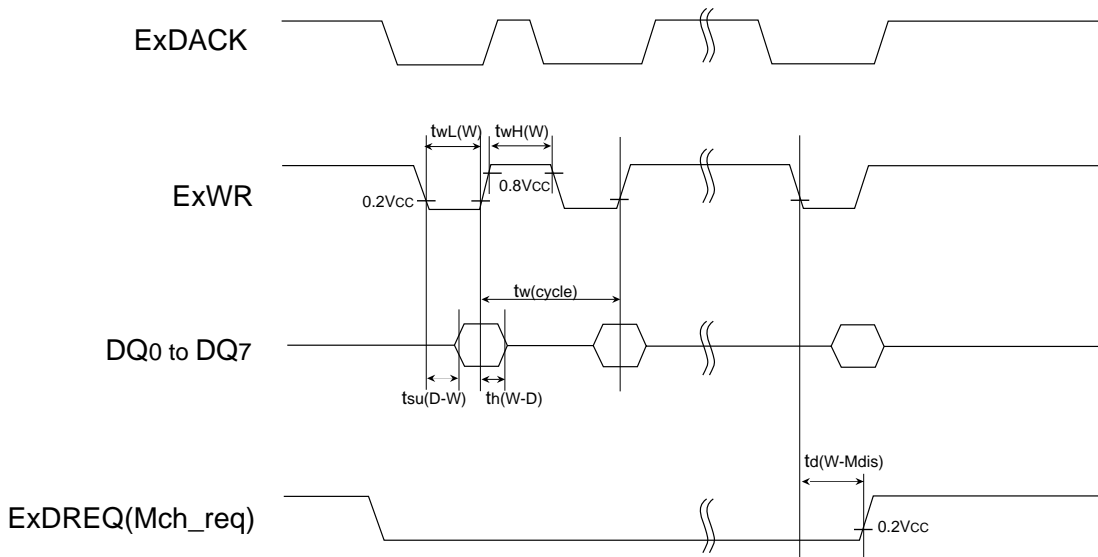 ExDACK
twL(W)
twH(W)
ExWR
0.2VCC
0.8VCC
tw(cycle)
DQ0 to DQ7
tsu(D-W)
th(W-D)
td(W-Mdis)
ExDREQ(Mch_req)
0.2VCC